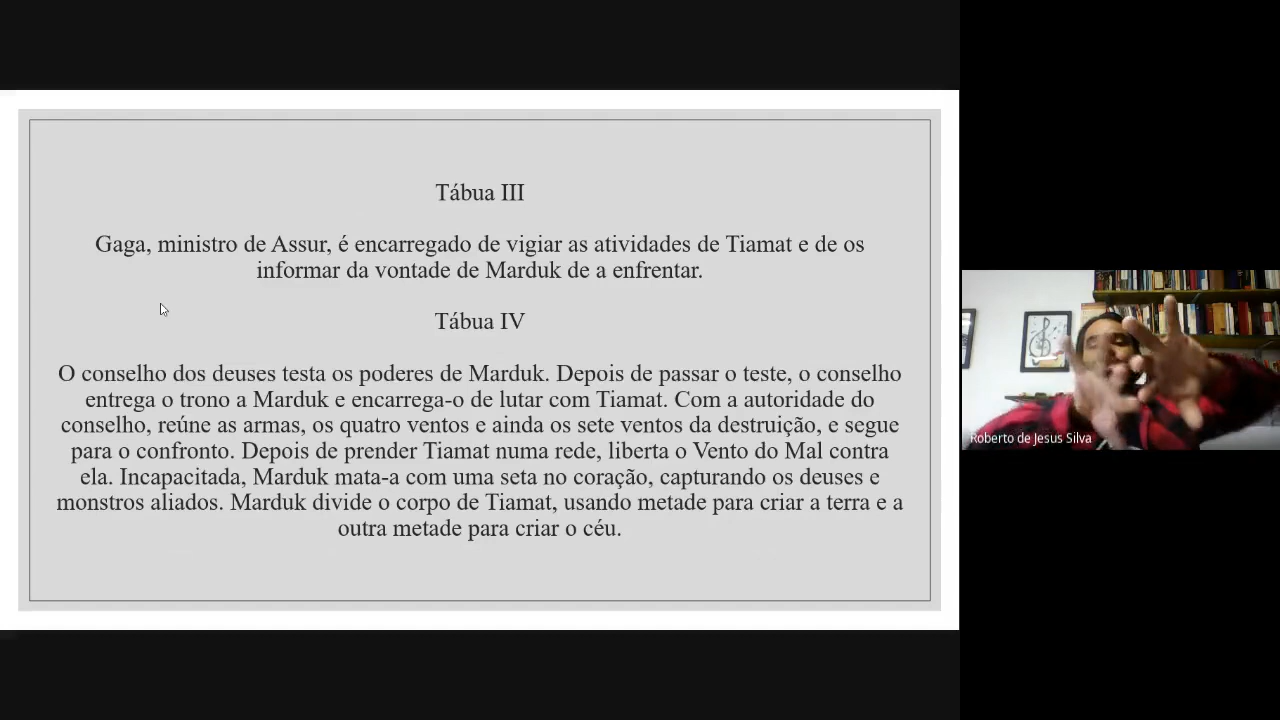 Tábua III
Gaga, ministro de Assur, é encarregado de vigiar as atividades de Tiamat e de os
informar da vontade de Marduk de a enfrentar.
Tábua IV
O conselho dos deuses testa os poderes de Marduk. Depois de passar o teste, o conselho
entrega o trono a Marduk e encarrega-o de lutar com Tiamat. Com a autoridade do
conselho, reúne as armas, os quatro ventos e ainda os sete ventos da destruição, e segue
para o confronto. Depois de prender Tiamat numa rede, liberta o Vento do Mal contra
ela. Incapacitada, Marduk mata-a com uma seta no coração, capturando os deuses e
monstros aliados. Marduk divide o corpo de Tiamat, usando metade para criar a terra e a
outra metade para criar o céu.
Roberto de Jesus Silva